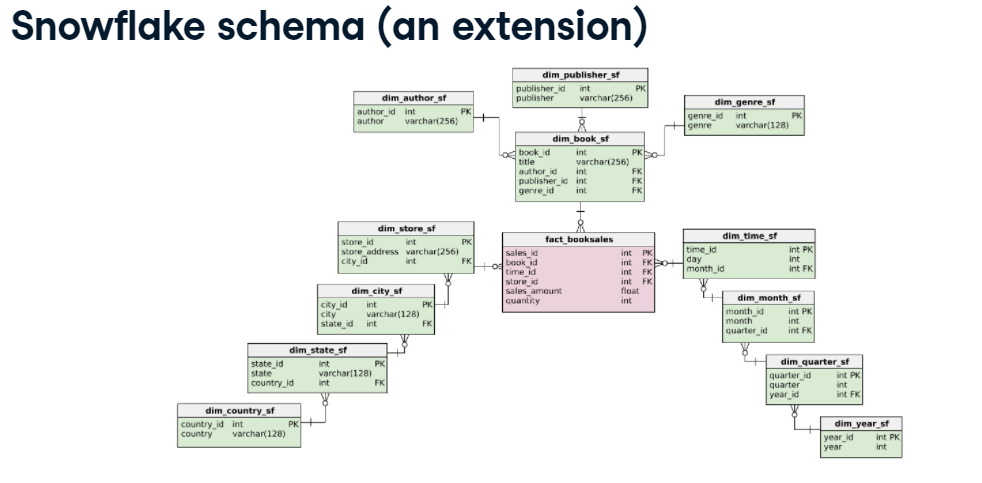 Snowflake schema (an extension)
dim_publisher_sf
publisher_id int PK
publisher varchar(256)
dim_author_sf
author_id int PK
author varchar(256)
dim_genre_sf
genre_id int PK
genre varchar(128)
dim_book_sf
book_id int PK
title varchar(256)
author_id int FK
publisher_id int FK
genre_id int FK
dim_store_sf
store_id int PK
store_address varchar(256)
city_id int FK
fact_booksales
sales_id int PK
book_id int FK
time_id int FK
store_id int FK
sales_amount float
quantity int
dim_time_sf
time_id int PK
day int
month_id int FK
dim_city_sf
city_id int PK
city varchar(128)
state_id int FK
dim_month_sf
month_id int PK
month int
quarter_id int FK
dim_state_sf
state_id int PK
state varchar(128)
country_id int FK
dim_quarter_sf
quarter_id int PK
quarter int
year_id int FK
dim_country_sf
country_id int PK
country varchar(128)
dim_year_sf
year_id int PK
year int